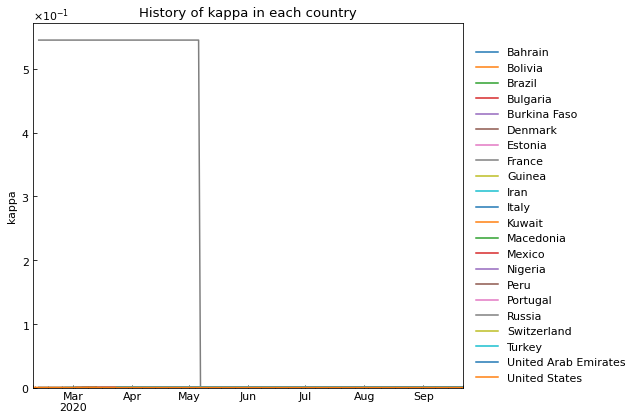 History of kappa in each country
×10⁻¹
5
4
3
2
1
0
kappa
Mar
2020
Apr
May
Jun
Jul
Aug
Sep
Bahrain
Bolivia
Brazil
Bulgaria
Burkina Faso
Denmark
Estonia
France
Guinea
Iran
Italy
Kuwait
Macedonia
Mexico
Nigeria
Peru
Portugal
Russia
Switzerland
Turkey
United Arab Emirates
United States